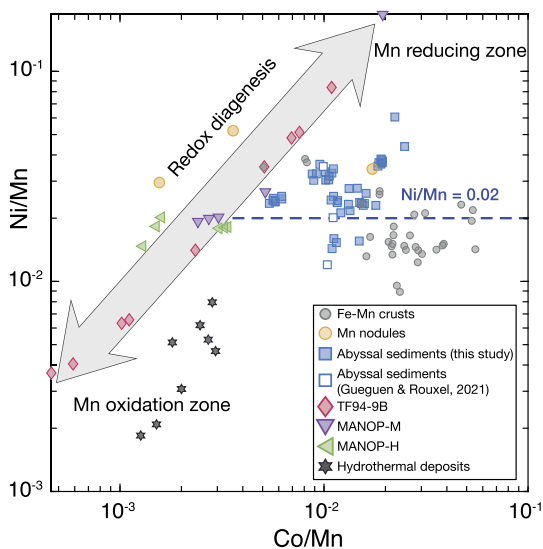 10⁻¹
10⁻²
10⁻³
Ni/Mn
Redox diagenesis
Mn reducing zone
Ni/Mn = 0.02
Mn oxidation zone
Fe-Mn crusts
Mn nodules
Abyssal sediments (this study)
Abyssal sediments
(Gueguen & Rouxel, 2021)
TF94-9B
MANOP-M
MANOP-H
Hydrothermal deposits
10⁻³
10⁻²
10⁻¹
Co/Mn